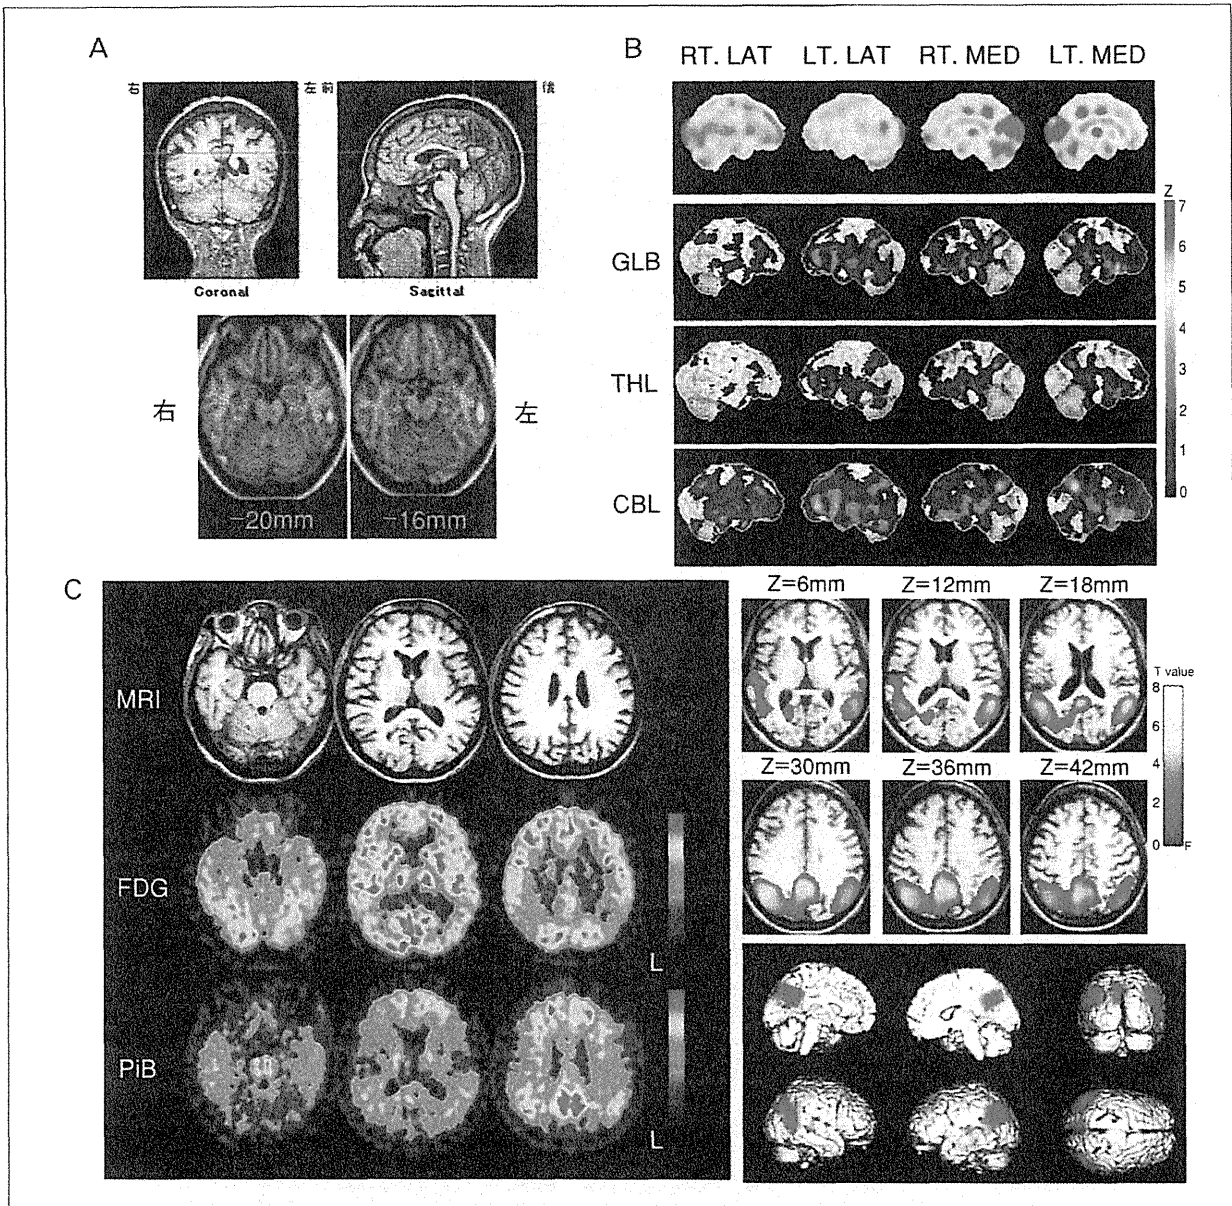 A
右
左 前
後
Coronal
Sagittal
右
左
−20mm
−16mm
B
RT. LAT
LT. LAT
RT. MED
LT. MED
GLB
THL
CBL
Z
7
6
5
4
3
2
1
0
C
MRI
FDG
L
PiB
L
Z=6mm
Z=12mm
Z=18mm
Z=30mm
Z=36mm
Z=42mm
T value
8
6
4
2
0
F